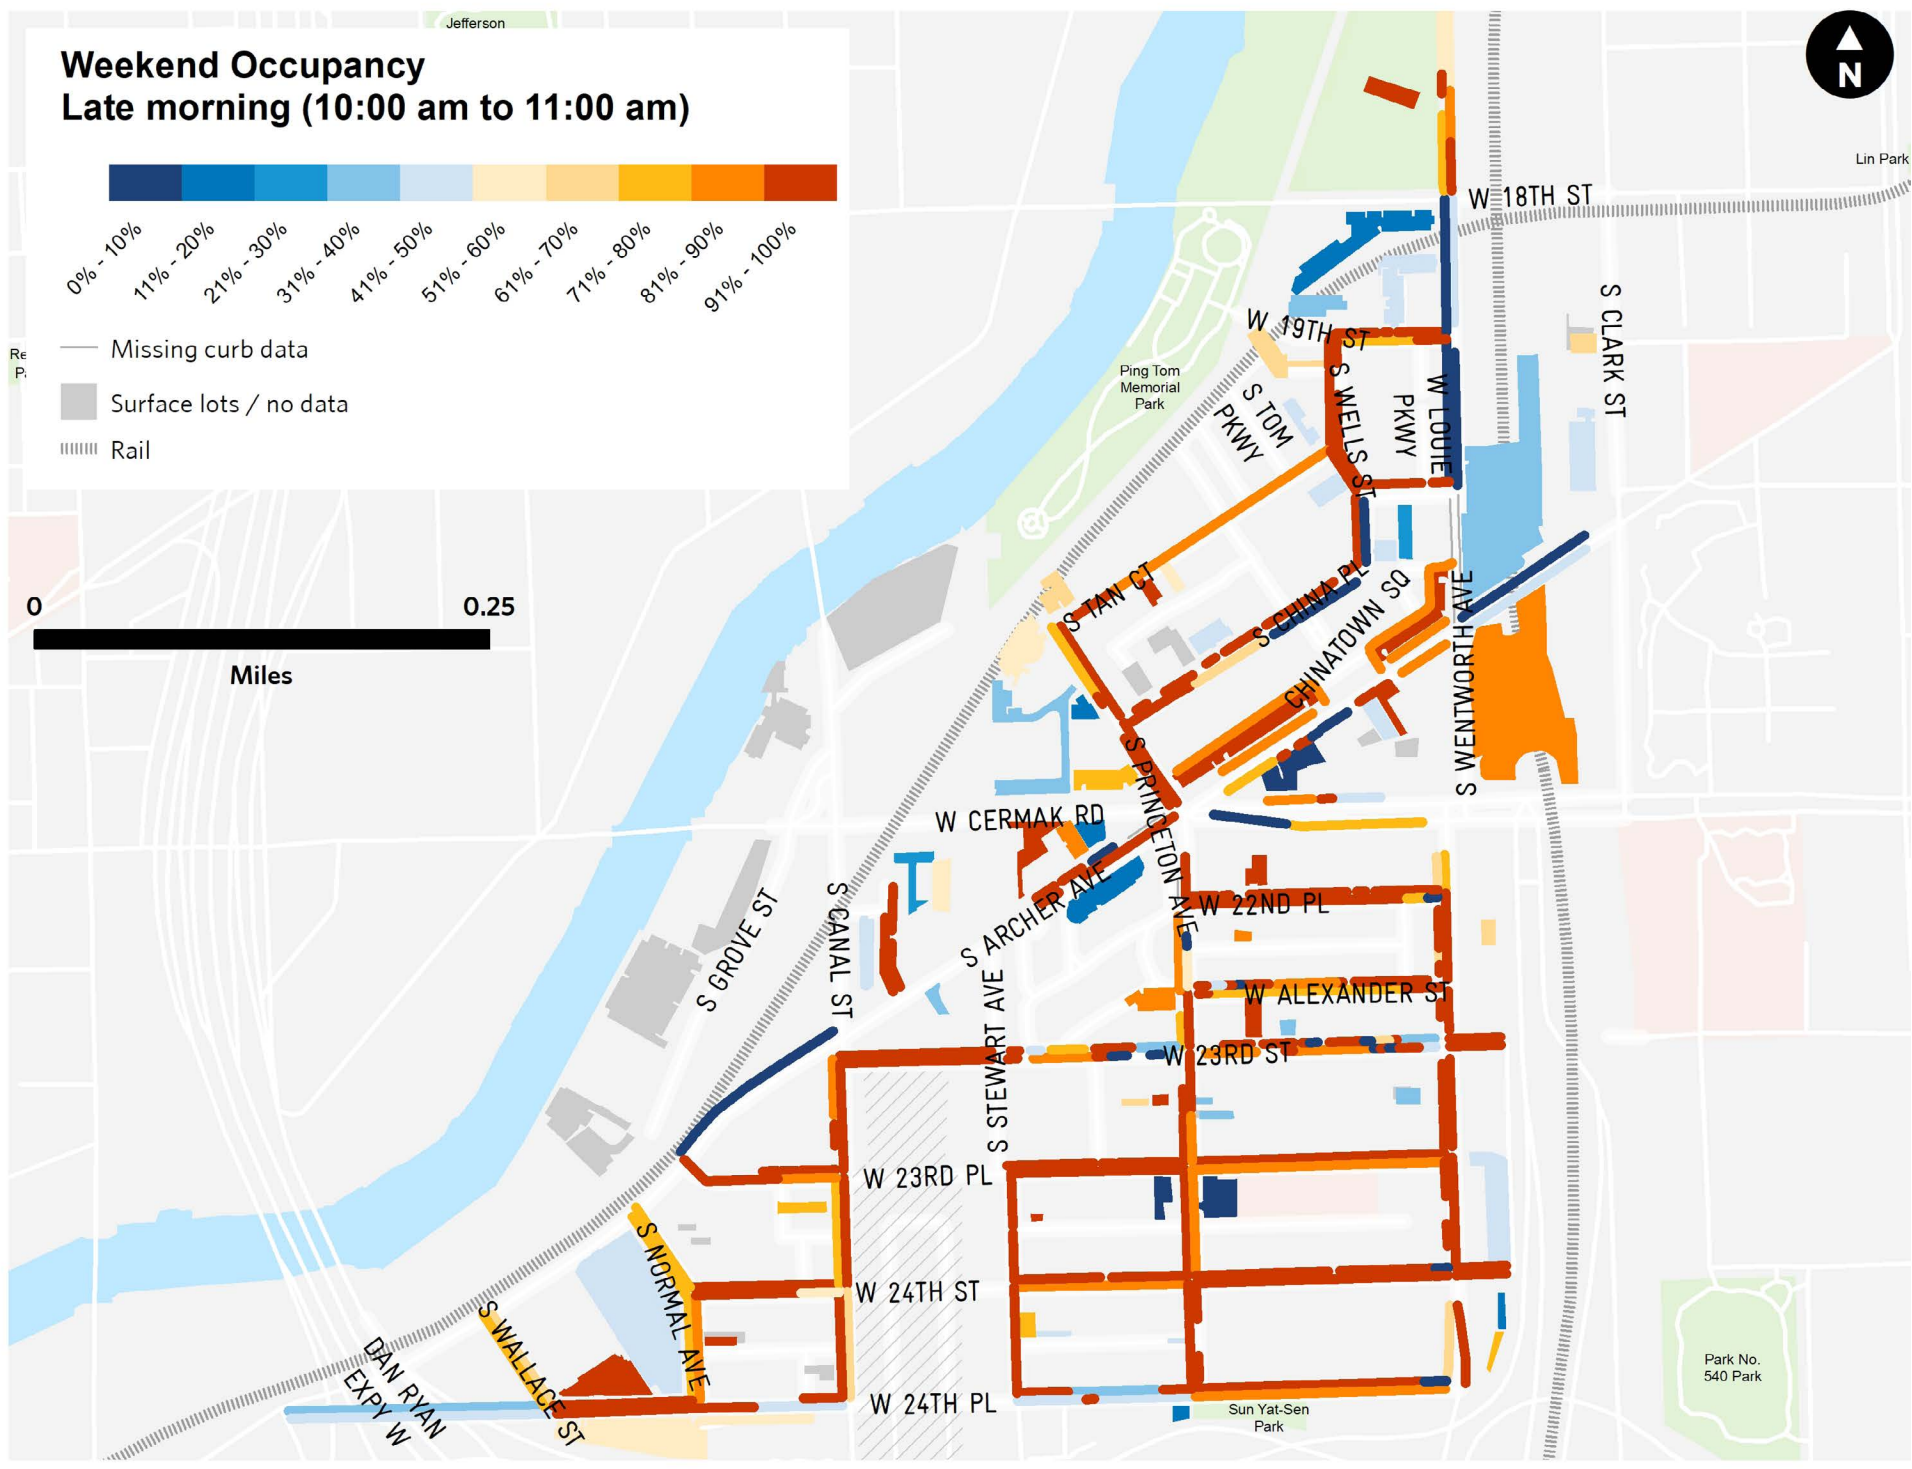 Jefferson
Weekend Occupancy
Late morning (10:00 am to 11:00 am)
0% - 10%
11% - 20%
21% - 30%
31% - 40%
41% - 50%
51% - 60%
61% - 70%
71% - 80%
81% - 90%
91% - 100%
Missing curb data
Surface lots / no data
Rail
N
Lin Park
W 18TH ST
S CLARK ST
W 19TH ST
Re
P
Ping Tom
Memorial
Park
S TOM
PKWY
S WELLS ST
W LOUIE
PKWY
0
0.25
Miles
S TAN CT
S CHINA PL
CHINATOWN SQ
S WENTWORTH AVE
S PRINCETON AVE
W CERMAK RD
S ARCHER AVE
W 22ND PL
S GROVE ST
S CANAL ST
S STEWART AVE
W ALEXANDER ST
W 23RD ST
W 23RD PL
S NORMAL AVE
W 24TH ST
S WALLACE ST
DAN RYAN
EXPY W
W 24TH PL
Sun Yat-Sen
Park
Park No.
540 Park